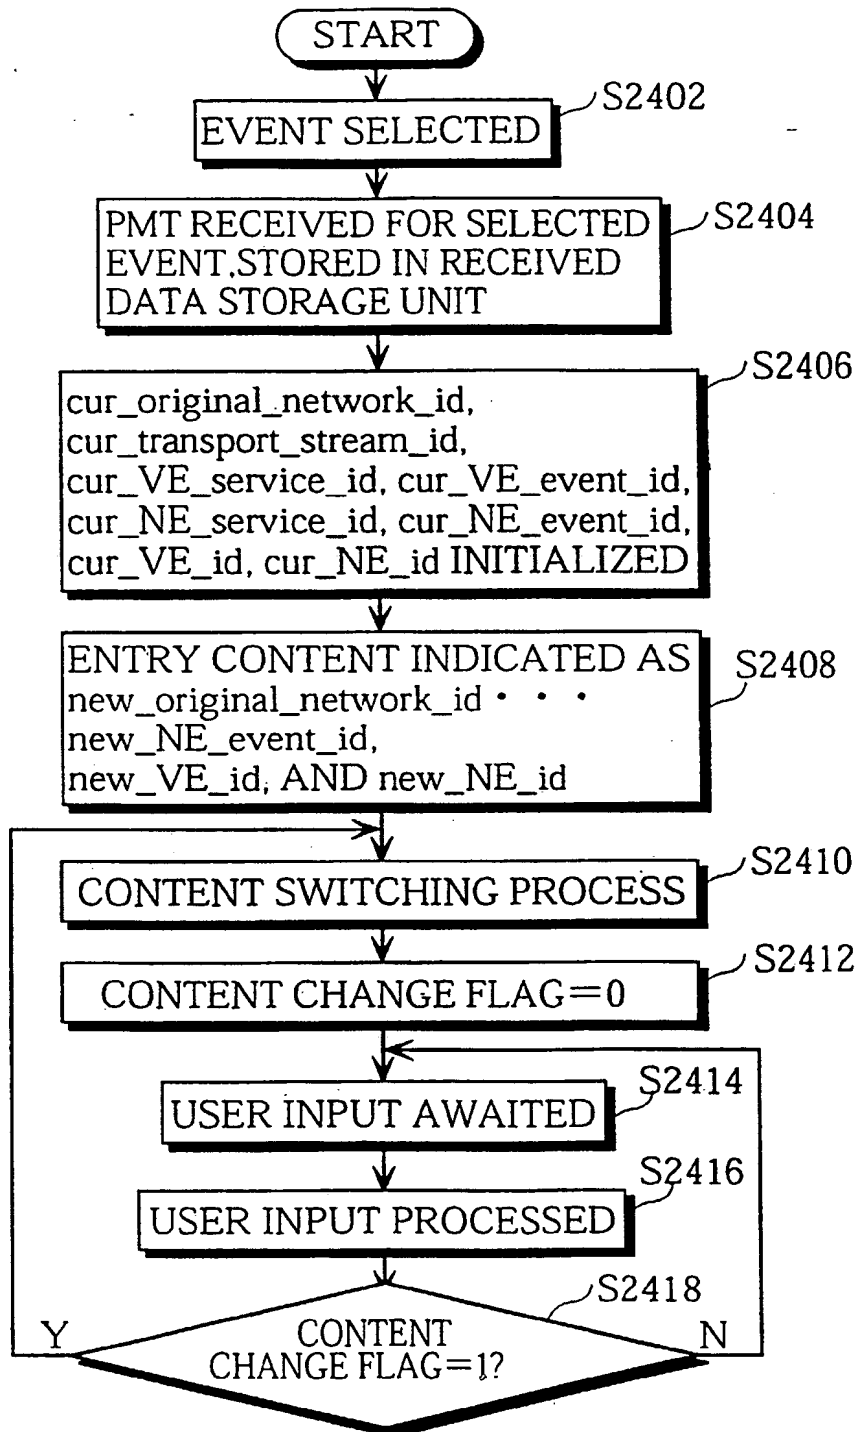 START
S2402
EVENT SELECTED
S2404
PMT RECEIVED FOR SELECTED
EVENT,STORED IN RECEIVED
DATA STORAGE UNIT
S2406
cur_original_network_id,
cur_transport_stream_id,
cur_VE_service_id, cur_VE_event_id,
cur_NE_service_id, cur_NE_event_id,
cur_VE_id, cur_NE_id INITIALIZED
S2408
ENTRY CONTENT INDICATED AS
new_original_network_id · · ·
new_NE_event_id,
new_VE_id, AND new_NE_id
S2410
CONTENT SWITCHING PROCESS
S2412
CONTENT CHANGE FLAG=0
S2414
USER INPUT AWAITED
S2416
USER INPUT PROCESSED
S2418
Y
N
CONTENT
CHANGE FLAG=1?